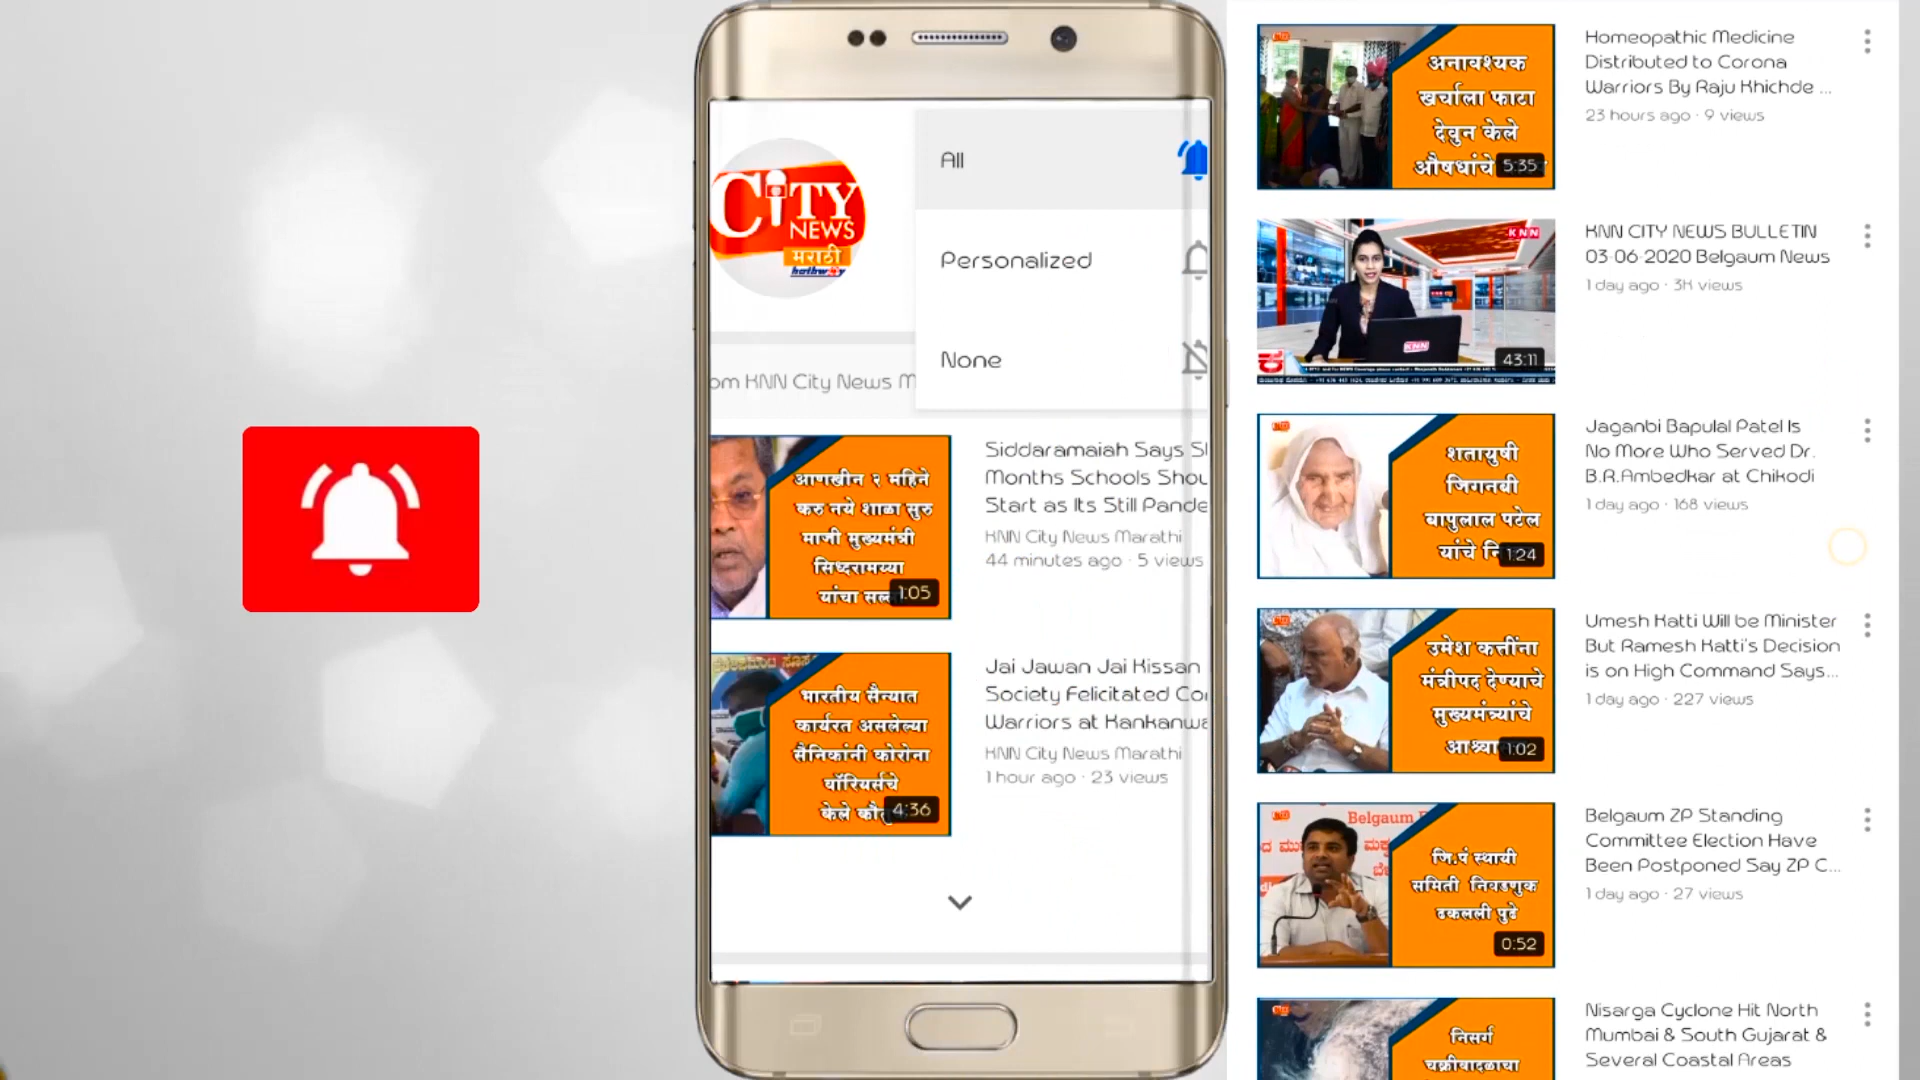 CiTY
NEWS
मराठी
hathway
All
Personalized
None
om KNN City News M
आणखीन २ महिने
करु नये शाळा सुरु
माजी मुख्यमंत्री
सिध्दरामय्या
यांचा सल्ला
1:05
Siddaramaiah Says
Months Schools Shou
Start as Its Still Pande
KNN City News Marathi
44 minutes ago · 5 views
भारतीय सैन्यात
कार्यरत असलेल्या
सैनिकांनी कोरोना
वॉरियर्सचे
केले
4:36
Jai Jawan Jai Kissan
Society Felicitated Co
Warriors at Kankanwa
KNN City News Marathi
1 hour ago · 23 views
अनावश्यक
खर्चाला फाटा
देवुन केले
औषधांचे
5:35
Homeopathic Medicine
Distributed to Corona
Warriors By Raju Khichde ...
23 hours ago · 9 views
KNN
KNN
43:11
KNN CITY NEWS BULLETIN
03-06-2020 Belgaum News
1 day ago · 3K views
शतायुषी
जिगनबी
बापुलाल पटेल
यांचे
1:24
Jaganbi Bapulal Patel Is
No More Who Served Dr.
B.R.Ambedkar at Chikodi
1 day ago · 168 views
उमेश कत्तींना
मंत्रीपद देण्याचे
मुख्यमंत्र्यांचे
1:02
Umesh Katti Will be Minister
But Ramesh Katti's Decision
is on High Command Says...
1 day ago · 227 views
Belgaum
जि.पं स्थायी
समिती निवडणुक
ढकलली पुढे
0:52
Belgaum ZP Standing
Committee Election Have
Been Postponed Say ZP C...
1 day ago · 27 views
निसर्ग
चक्रीवादळाचा
Nisarga Cyclone Hit North
Mumbai & South Gujarat &
Several Coastal Areas